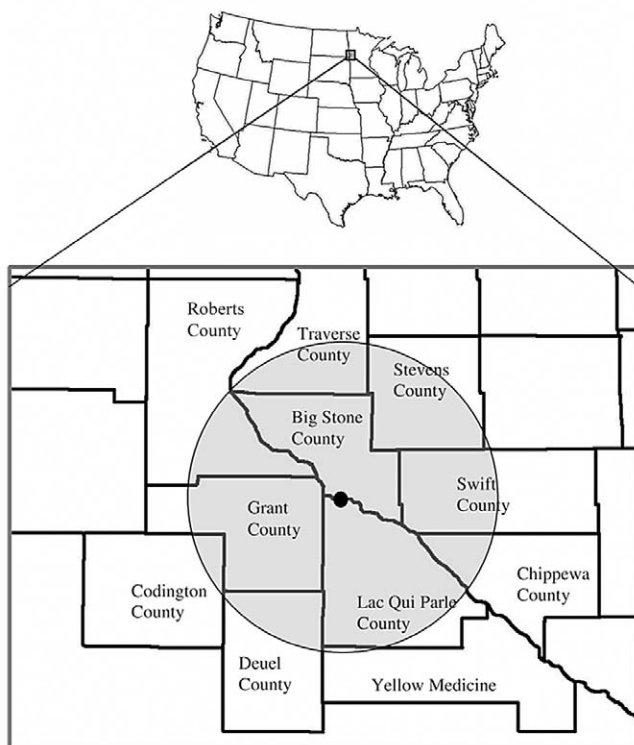 Roberts
County
Traverse
County
Stevens
County
Big Stone
County
Swift
County
Grant
County
Codington
County
Lac Qui Parle
County
Chippewa
County
Deuel
County
Yellow Medicine